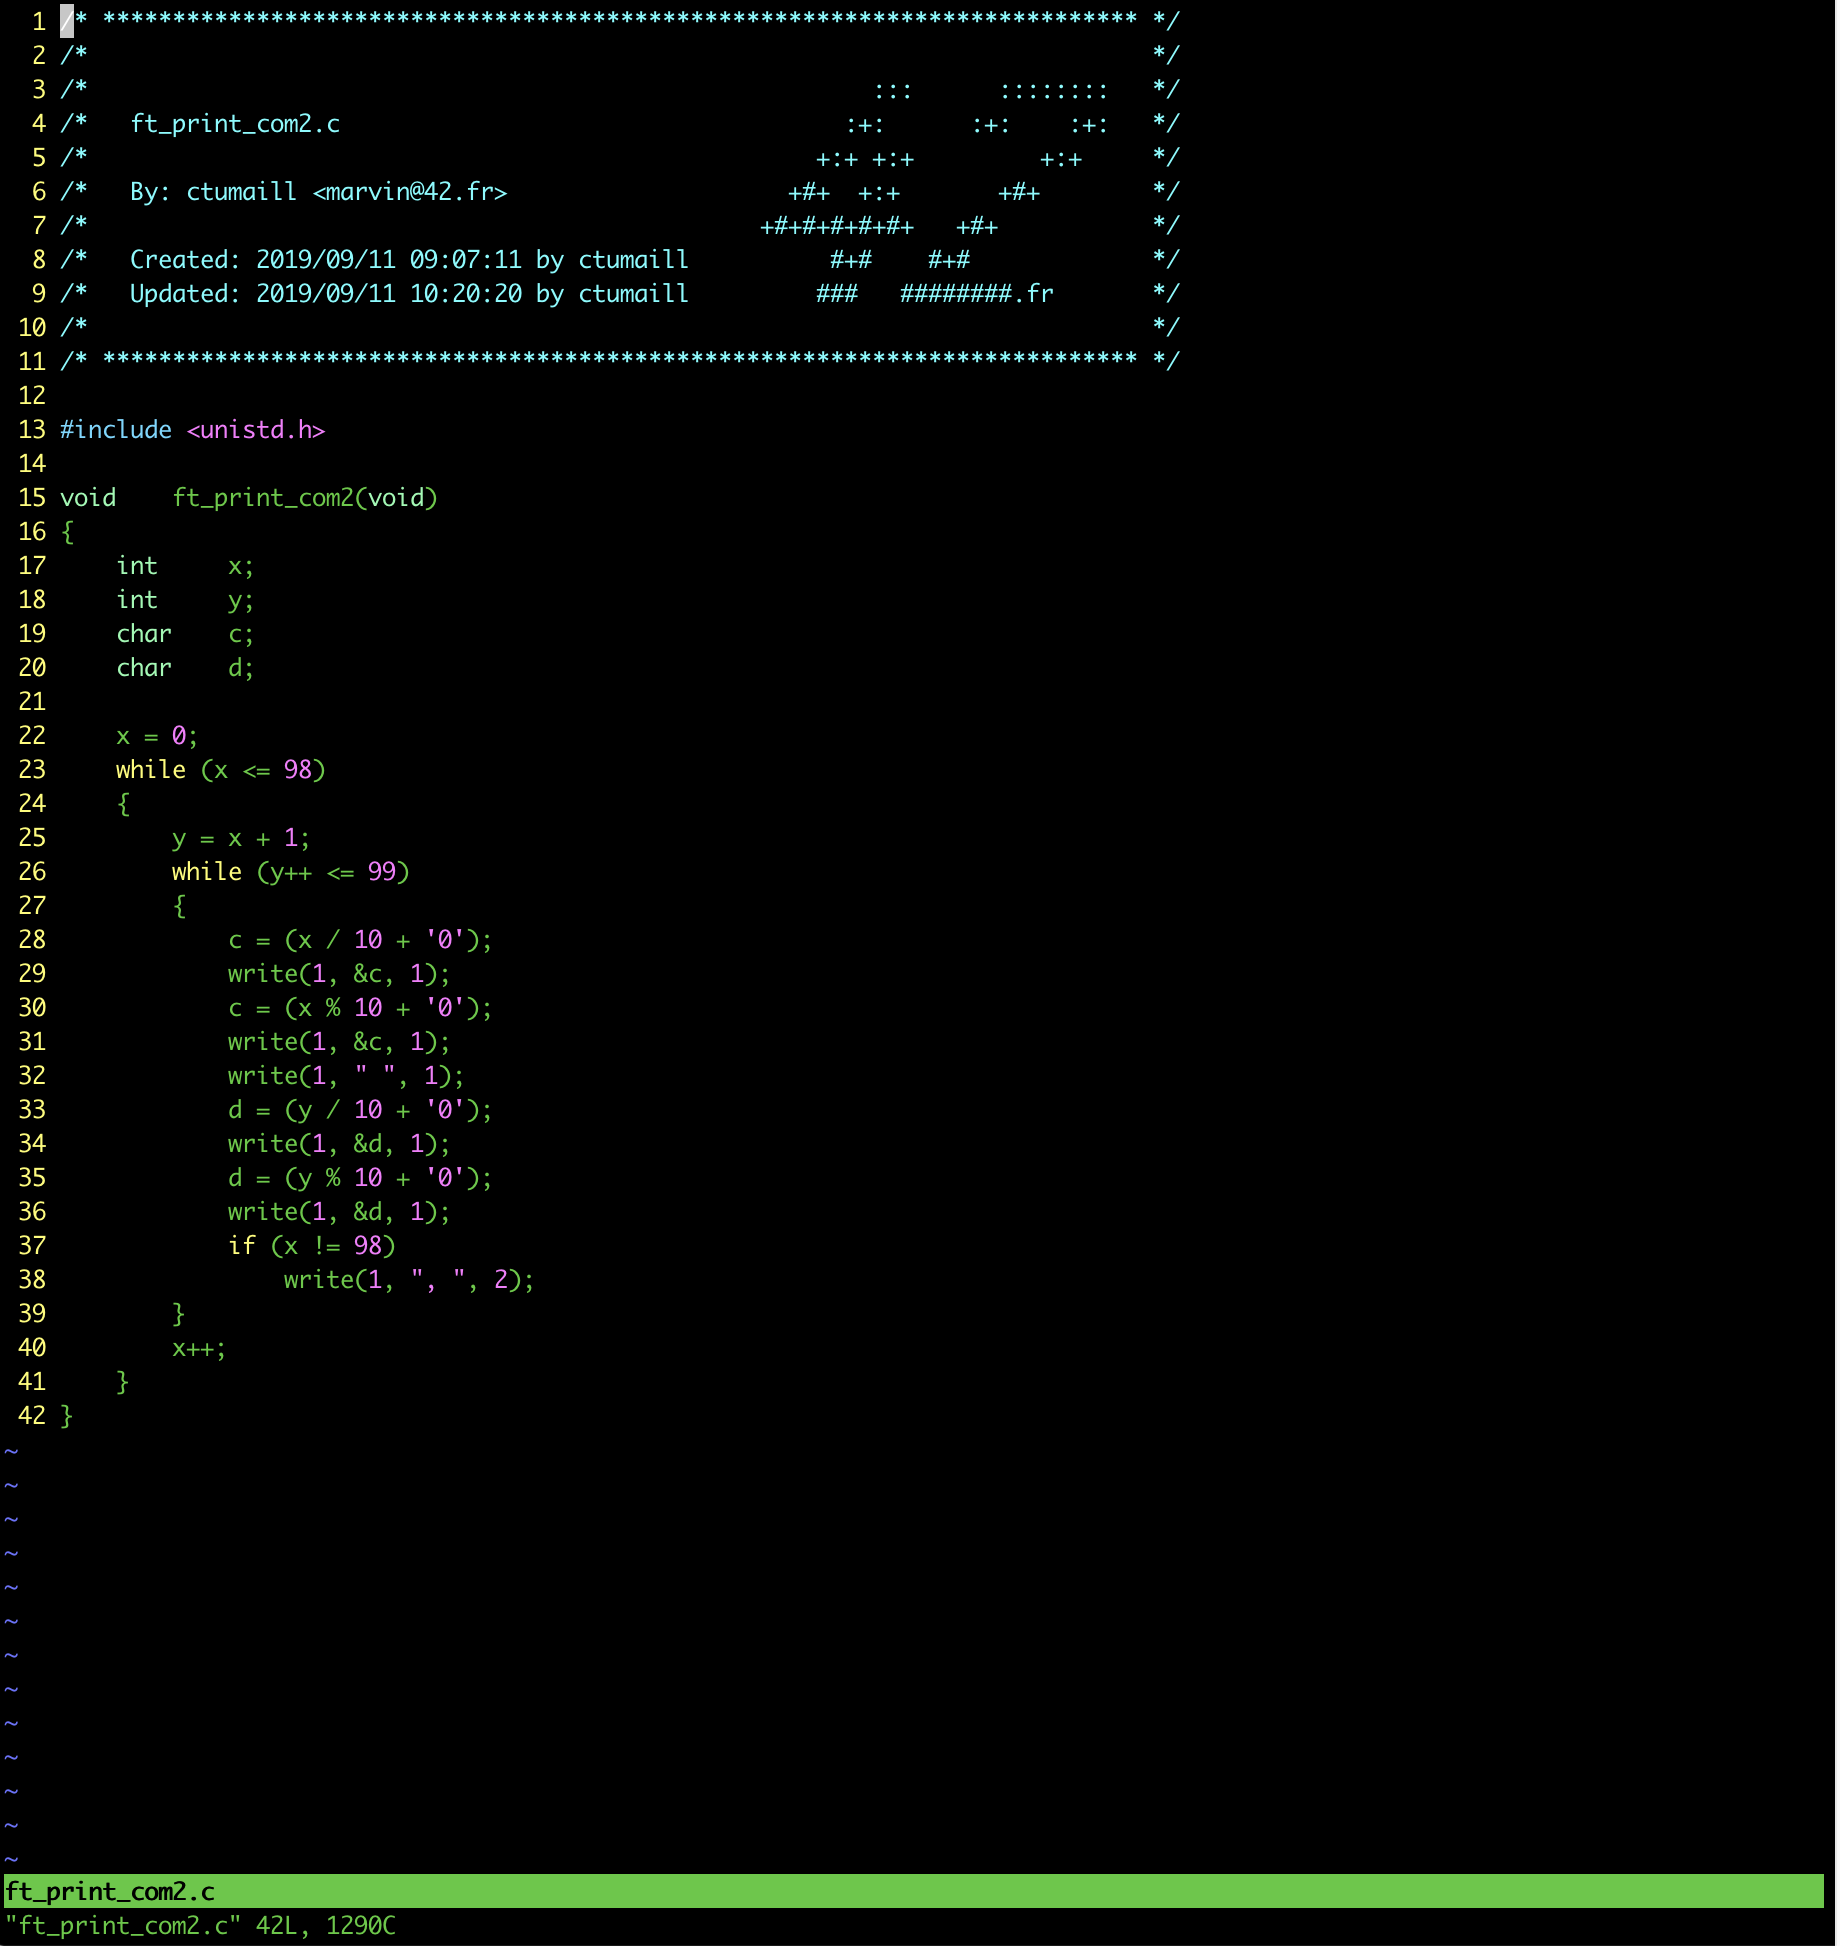 1 /* ************************************************************************** */
2 /*                                                                            */
3 /*                                                        :::      ::::::::   */
4 /*   ft_print_com2.c                                    :+:      :+:    :+:   */
5 /*                                                    +:+ +:+         +:+     */
6 /*   By: ctumaill <marvin@42.fr>                    +#+  +:+       +#+        */
7 /*                                                +#+#+#+#+#+   +#+           */
8 /*   Created: 2019/09/11 09:07:11 by ctumaill          #+#    #+#             */
9 /*   Updated: 2019/09/11 10:20:20 by ctumaill         ###   ########.fr       */
10 /*                                                                            */
11 /* ************************************************************************** */
12
13 #include <unistd.h>
14
15 void    ft_print_com2(void)
16 {
17     int     x;
18     int     y;
19     char    c;
20     char    d;
21
22     x = 0;
23     while (x <= 98)
24     {
25         y = x + 1;
26         while (y++ <= 99)
27         {
28             c = (x / 10 + '0');
29             write(1, &c, 1);
30             c = (x % 10 + '0');
31             write(1, &c, 1);
32             write(1, " ", 1);
33             d = (y / 10 + '0');
34             write(1, &d, 1);
35             d = (y % 10 + '0');
36             write(1, &d, 1);
37             if (x != 98)
38                 write(1, ", ", 2);
39         }
40         x++;
41     }
42 }
~
~
~
~
~
~
~
~
~
~
~
~
~
ft_print_com2.c
"ft_print_com2.c" 42L, 1290C